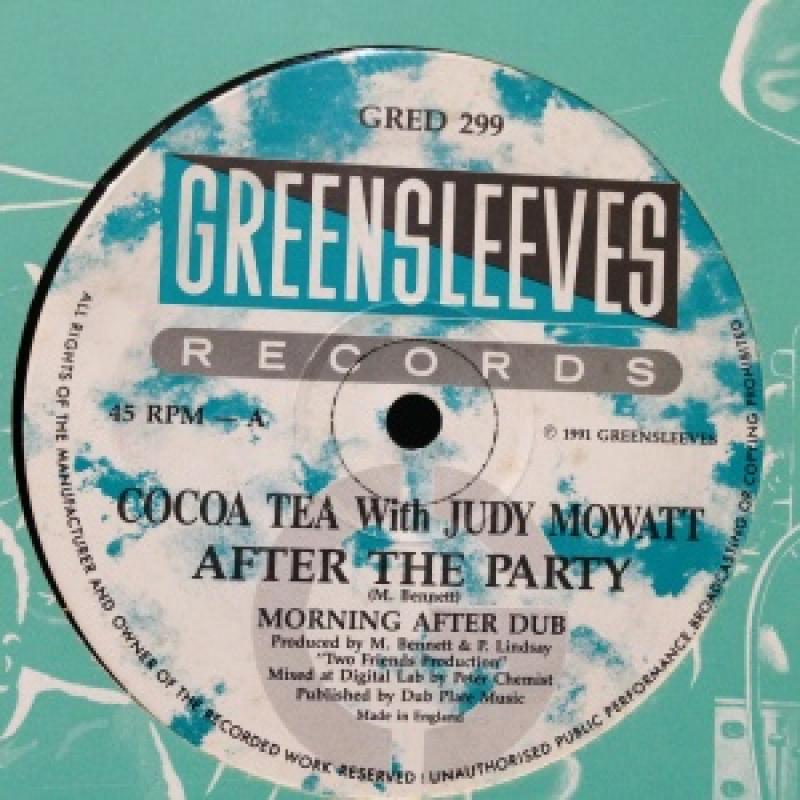 GRED 299
GREENSLEEVES
RECORDS
45 RPM — A
℗ 1991 GREENSLEEVES
COCOA TEA With JUDY MOWATT
AFTER THE PARTY
(M. Bennett)
MORNING AFTER DUB
Produced by M. Bennett & P. Lindsay
"Two Friends Production"
Mixed at Digital Lab by Peter Chemist
Published by Dub Plate Music
Made in England
ALL RIGHTS OF THE MANUFACTURER AND OWNER OF THE RECORDED WORK RESERVED ! UNAUTHORISED PUBLIC PERFORMANCE, BROADCASTING OR COPYING PROHIBITED